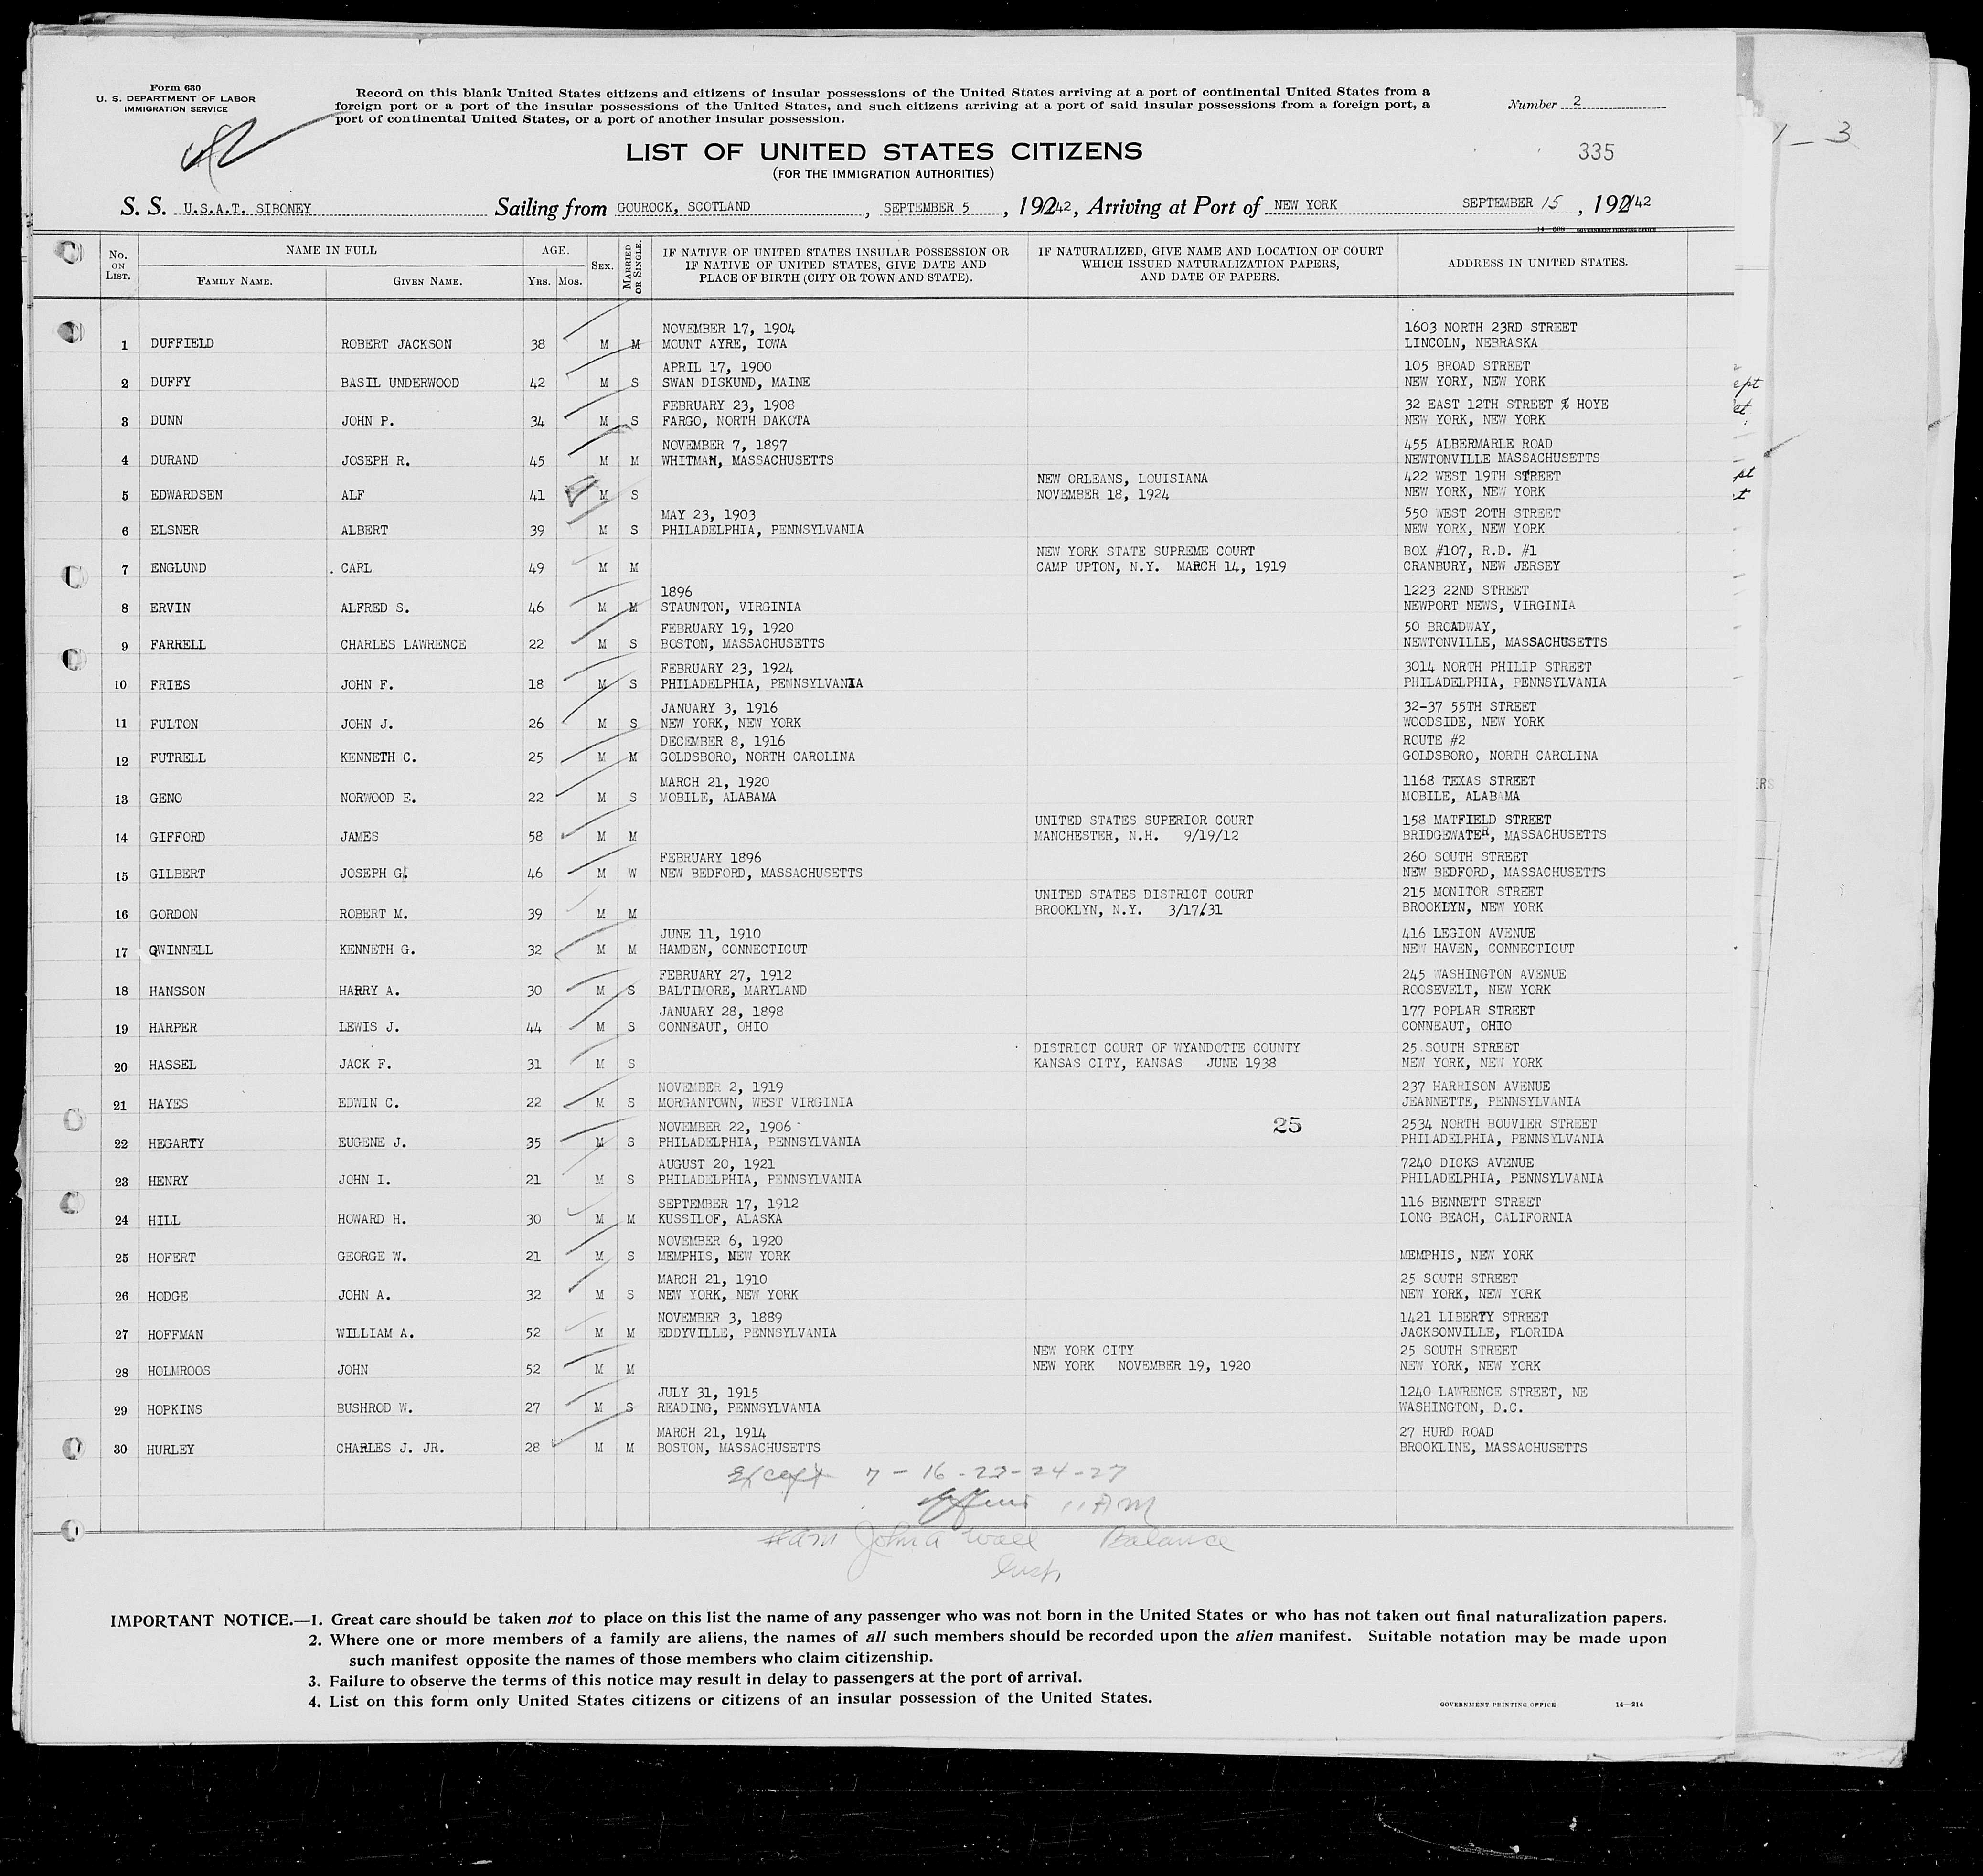 Form 630
U. S. DEPARTMENT OF LABOR
IMMIGRATION SERVICE
Record on this blank United States citizens and citizens of insular possessions of the United States arriving at a port of continental United States from a
foreign port or a port of the insular possessions of the United States, and such citizens arriving at a port of said insular possessions from a foreign port, a
port of continental United States, or a port of another insular possession.
Number 2
1 - 3
LIST OF UNITED STATES CITIZENS
335
(FOR THE IMMIGRATION AUTHORITIES)
S. S. U.S.A.T. SIBONEY Sailing from GOUROCK, SCOTLAND, SEPTEMBER 5, 19242, Arriving at Port of NEW YORK SEPTEMBER 15, 19242
No. ON LIST. NAME IN FULL AGE. SEX. MARRIED OR SINGLE. IF NATIVE OF UNITED STATES INSULAR POSSESSION OR IF NATIVE OF UNITED STATES, GIVE DATE AND PLACE OF BIRTH (CITY OR TOWN AND STATE). IF NATURALIZED, GIVE NAME AND LOCATION OF COURT WHICH ISSUED NATURALIZATION PAPERS, AND DATE OF PAPERS. ADDRESS IN UNITED STATES.
FAMILY NAME. GIVEN NAME. YRS. MOS.
NOVEMBER 17, 1904 1603 NORTH 23RD STREET
1 DUFFIELD ROBERT JACKSON 38 M M MOUNT AYRE, IOWA LINCOLN, NEBRASKA
APRIL 17, 1900 105 BROAD STREET
2 DUFFY BASIL UNDERWOOD 42 M S SWAN DISKUND, MAINE NEW YORY, NEW YORK
FEBRUARY 23, 1908 32 EAST 12TH STREET % HOYE
3 DUNN JOHN P. 34 M S FARGO, NORTH DAKOTA NEW YORK, NEW YORK
NOVEMBER 7, 1897 455 ALBERMARLE ROAD
4 DURAND JOSEPH R. 45 M M WHITMAN, MASSACHUSETTS NEWTONVILLE MASSACHUSETTS
NEW ORLEANS, LOUISIANA 422 WEST 19TH STREET
5 EDWARDSEN ALF 41 M S NOVEMBER 18, 1924 NEW YORK, NEW YORK
MAY 23, 1903 550 WEST 20TH STREET
6 ELSNER ALBERT 39 M S PHILADELPHIA, PENNSYLVANIA NEW YORK, NEW YORK
NEW YORK STATE SUPREME COURT BOX #107, R.D. #1
7 ENGLUND CARL 49 M M CAMP UPTON, N.Y. MARCH 14, 1919 CRANBURY, NEW JERSEY
1896 1223 22ND STREET
8 ERVIN ALFRED S. 46 M M STAUNTON, VIRGINIA NEWPORT NEWS, VIRGINIA
FEBRUARY 19, 1920 50 BROADWAY,
9 FARRELL CHARLES LAWRENCE 22 M S BOSTON, MASSACHUSETTS NEWTONVILLE, MASSACHUSETTS
FEBRUARY 23, 1924 3014 NORTH PHILIP STREET
10 FRIES JOHN F. 18 M S PHILADELPHIA, PENNSYLVANIA PHILADELPHIA, PENNSYLVANIA
JANUARY 3, 1916 32-37 55TH STREET
11 FULTON JOHN J. 26 M S NEW YORK, NEW YORK WOODSIDE, NEW YORK
DECEMBER 8, 1916 ROUTE #2
12 FUTRELL KENNETH C. 25 M M GOLDSBORO, NORTH CAROLINA GOLDSBORO, NORTH CAROLINA
MARCH 21, 1920 1168 TEXAS STREET
13 GENO NORWOOD E. 22 M S MOBILE, ALABAMA MOBILE, ALABAMA
UNITED STATES SUPERIOR COURT 158 MATFIELD STREET
14 GIFFORD JAMES 58 M M MANCHESTER, N.H. 9/19/12 BRIDGEWATER, MASSACHUSETTS
FEBRUARY 1896 260 SOUTH STREET
15 GILBERT JOSEPH G. 46 M W NEW BEDFORD, MASSACHUSETTS NEW BEDFORD, MASSACHUSETTS
UNITED STATES DISTRICT COURT 215 MONITOR STREET
16 GORDON ROBERT M. 39 M M BROOKLYN, N.Y. 3/17/31 BROOKLYN, NEW YORK
JUNE 11, 1910 416 LEGION AVENUE
17 GWINNELL KENNETH G. 32 M M HAMDEN, CONNECTICUT NEW HAVEN, CONNECTICUT
FEBRUARY 27, 1912 245 WASHINGTON AVENUE
18 HANSSON HARRY A. 30 M S BALTIMORE, MARYLAND ROOSEVELT, NEW YORK
JANUARY 28, 1898 177 POPLAR STREET
19 HARPER LEWIS J. 44 M S CONNEAUT, OHIO CONNEAUT, OHIO
DISTRICT COURT OF WYANDOTTE COUNTY 25 SOUTH STREET
20 HASSEL JACK F. 31 M S KANSAS CITY, KANSAS JUNE 1938 NEW YORK, NEW YORK
NOVEMBER 2, 1919 237 HARRISON AVENUE
21 HAYES EDWIN C. 22 M S MORGANTOWN, WEST VIRGINIA JEANNETTE, PENNSYLVANIA
NOVEMBER 22, 1906 25 2534 NORTH BOUVIER STREET
22 HEGARTY EUGENE J. 35 M S PHILADELPHIA, PENNSYLVANIA PHILADELPHIA, PENNSYLVANIA
AUGUST 20, 1921 7240 DICKS AVENUE
23 HENRY JOHN I. 21 M S PHILADELPHIA, PENNSYLVANIA PHILADELPHIA, PENNSYLVANIA
SEPTEMBER 17, 1912 116 BENNETT STREET
24 HILL HOWARD H. 30 M M KUSSILOF, ALASKA LONG BEACH, CALIFORNIA
NOVEMBER 6, 1920
25 HOFERT GEORGE W. 21 M S MEMPHIS, NEW YORK MEMPHIS, NEW YORK
MARCH 21, 1910 25 SOUTH STREET
26 HODGE JOHN A. 32 M S NEW YORK, NEW YORK NEW YORK, NEW YORK
NOVEMBER 3, 1889 1421 LIBERTY STREET
27 HOFFMAN WILLIAM A. 52 M M EDDYVILLE, PENNSYLVANIA JACKSONVILLE, FLORIDA
NEW YORK CITY 25 SOUTH STREET
28 HOLMROOS JOHN 52 M M NEW YORK NOVEMBER 19, 1920 NEW YORK, NEW YORK
JULY 31, 1915 1240 LAWRENCE STREET, NE
29 HOPKINS BUSHROD W. 27 M S READING, PENNSYLVANIA WASHINGTON, D.C.
MARCH 21, 1914 27 HURD ROAD
30 HURLEY CHARLES J. JR. 28 M M BOSTON, MASSACHUSETTS BROOKLINE, MASSACHUSETTS
Except 7 - 16 - 23 - 24 - 27
11 AM
John A Wall Balance
Insp
IMPORTANT NOTICE.—1. Great care should be taken not to place on this list the name of any passenger who was not born in the United States or who has not taken out final naturalization papers.
2. Where one or more members of a family are aliens, the names of all such members should be recorded upon the alien manifest. Suitable notation may be made upon
such manifest opposite the names of those members who claim citizenship.
3. Failure to observe the terms of this notice may result in delay to passengers at the port of arrival.
4. List on this form only United States citizens or citizens of an insular possession of the United States.
GOVERNMENT PRINTING OFFICE 14—214